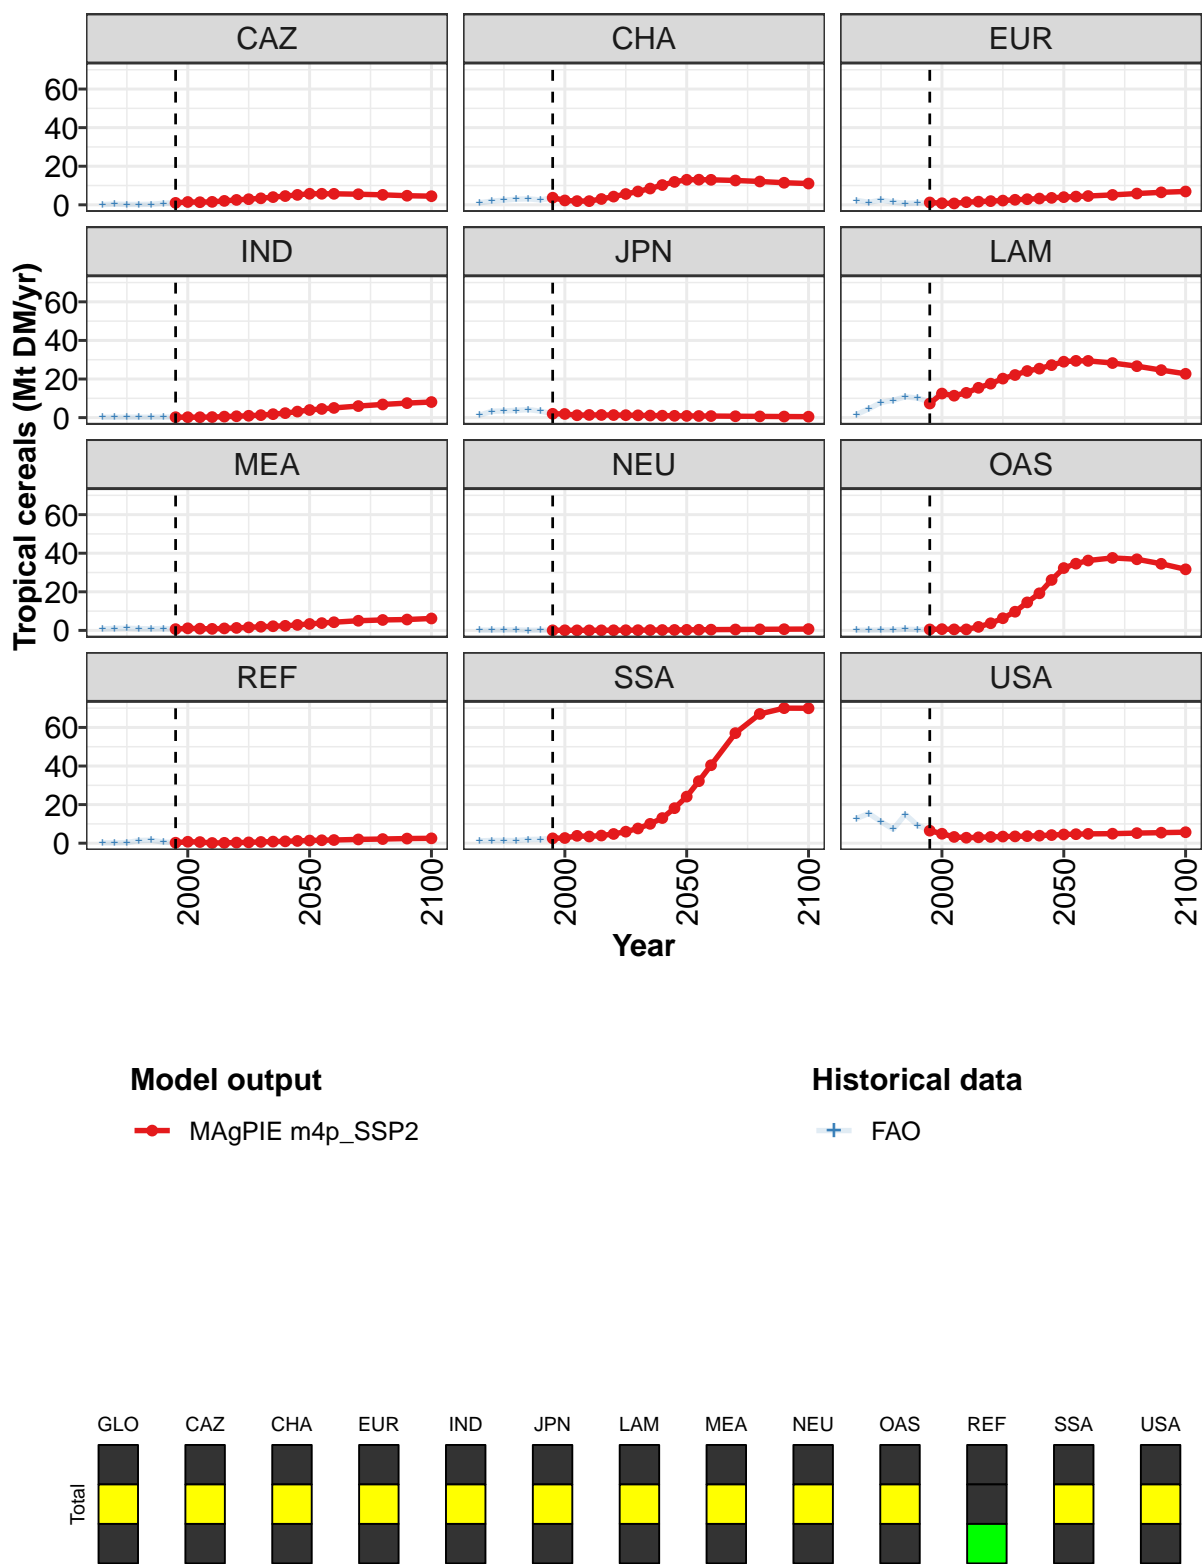 CAZ CHA EUR
60
40
20
0
IND JPN LAM
60
40
20
0
MEA NEU OAS
60
40
20
0
REF SSA USA
60
40
20
0
Tropical cereals (Mt DM/yr)
2000 2050 2100 2000 2050 2100 2000 2050 2100
Year
Model output Historical data
MAgPIE m4p_SSP2 FAO
GLO CAZ CHA EUR IND JPN LAM MEA NEU OAS REF SSA USA
Total